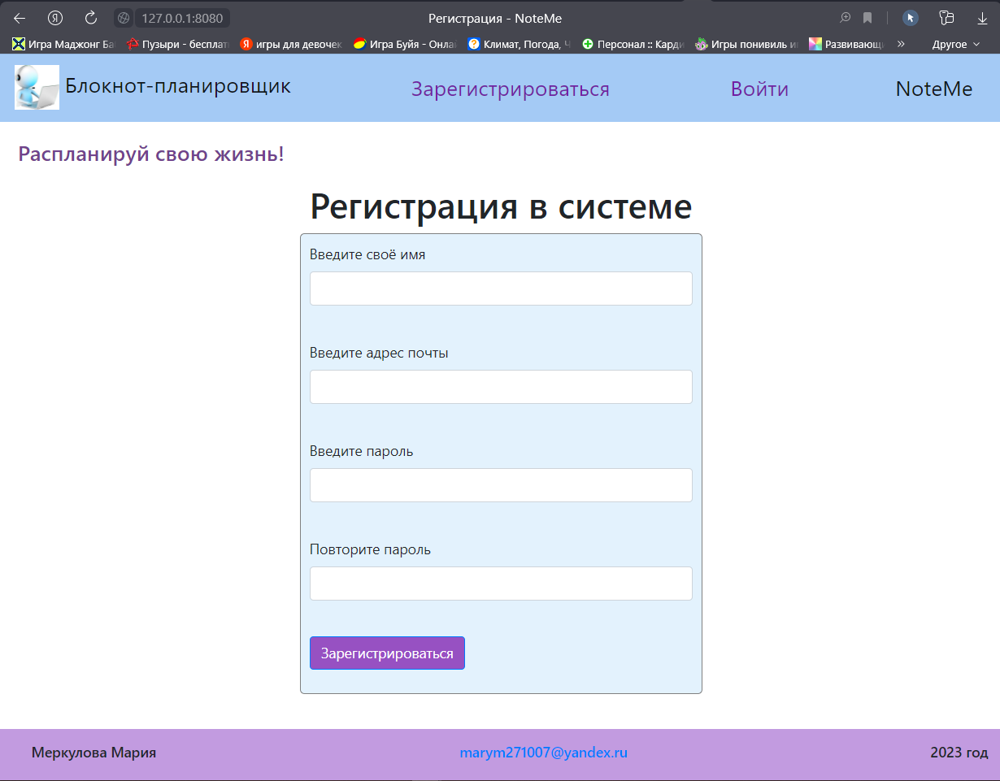 127.0.0.1:8080 Регистрация - NoteMe
Игра Маджонг Ба Пузыри - бесплат игры для девочек Игра Буйя - Онла Климат, Погода, Ч Персонал :: Карди Игры понивиль и Развивающ » Другое
Блокнот-планировщик Зарегистрироваться Войти NoteMe
Распланируй свою жизнь!
Регистрация в системе
Введите своё имя
Введите адрес почты
Введите пароль
Повторите пароль
Зарегистрироваться
Меркулова Мария marym271007@yandex.ru 2023 год